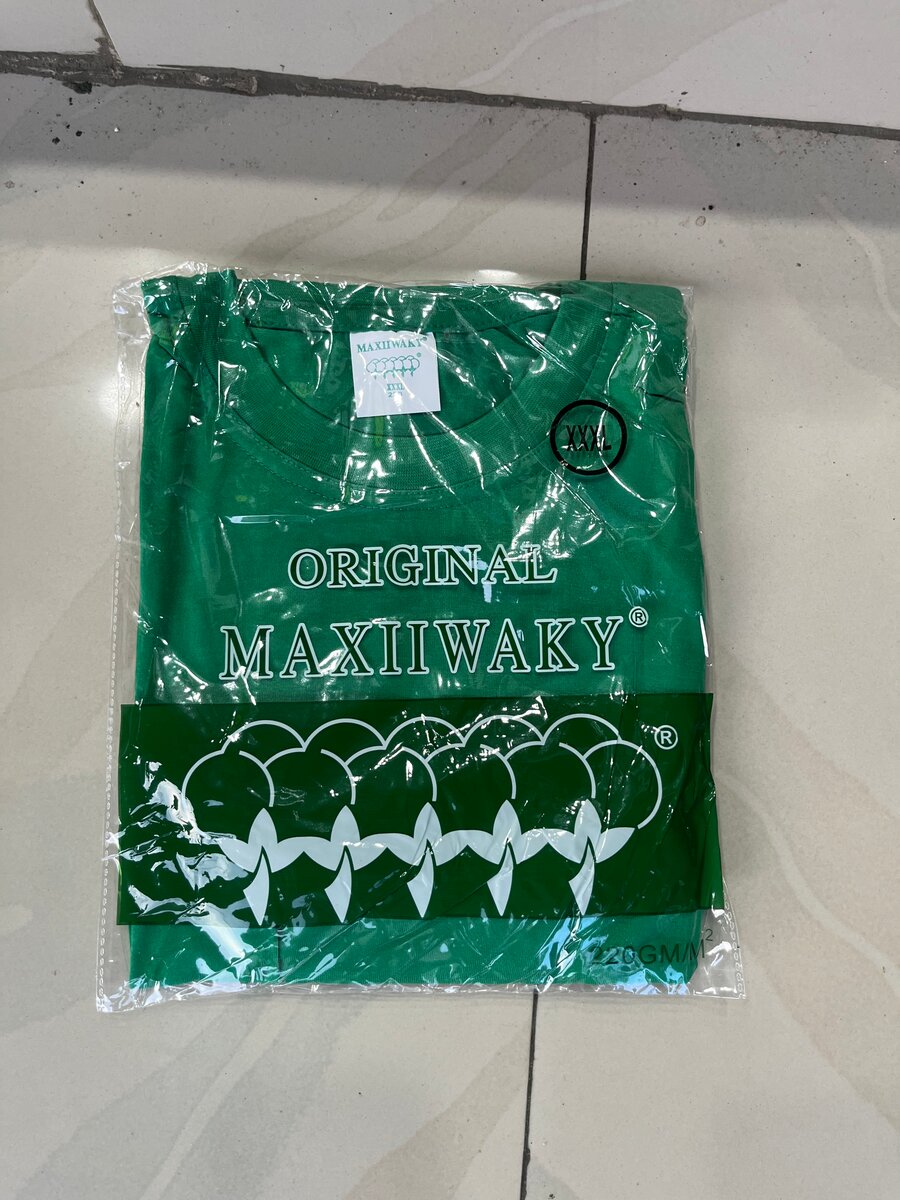 MAXIIWAKY®
®
XXXL
XXXL
ORIGINAL
MAXIIWAKY®
®
220GM/M²